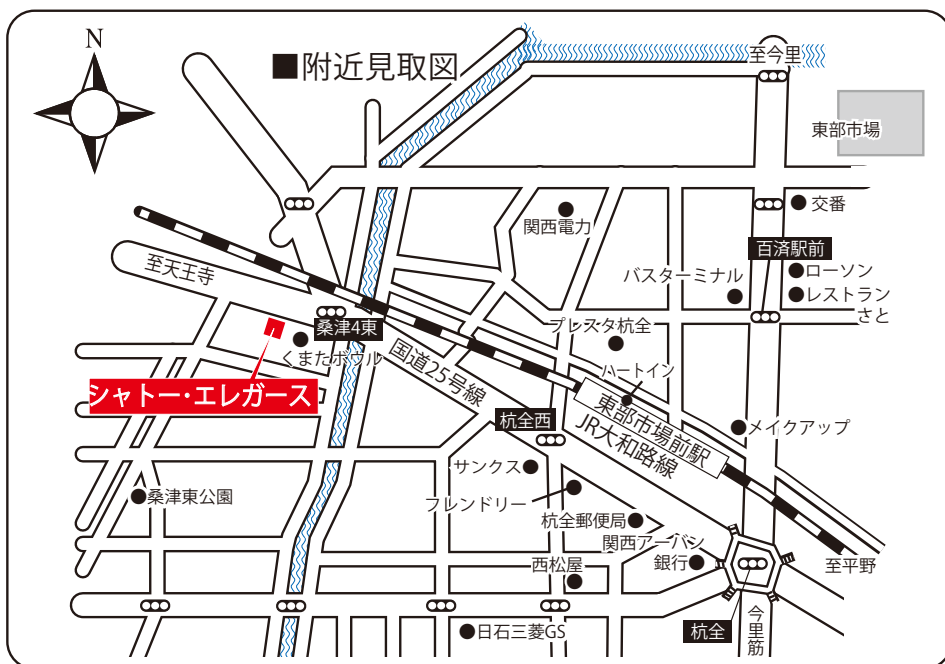 N
■附近見取図
至今里
東部市場
交番
関西電力
百済駅前
至天王寺
バスターミナル
ローソン
レストラン
さと
桑津4東
くまたボウル
プレスタ杭全
国道25号線
ハートイン
シャトー・エレガース
東部市場前駅
JR大和路線
杭全西
メイクアップ
サンクス
桑津東公園
フレンドリー
杭全郵便局
関西アーバン
銀行
至平野
西松屋
日石三菱GS
杭全
今里筋